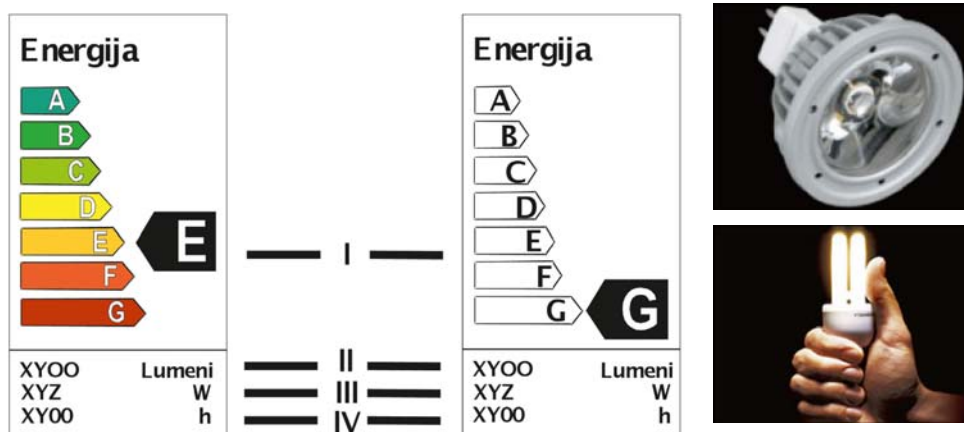 Energija
A
B
C
D
E
E
F
G
XYOO Lumeni
XYZ W
XY00 h
I
II
III
IV
Energija
A
B
C
D
E
F
G
G
XYOO Lumeni
XYZ W
XY00 h